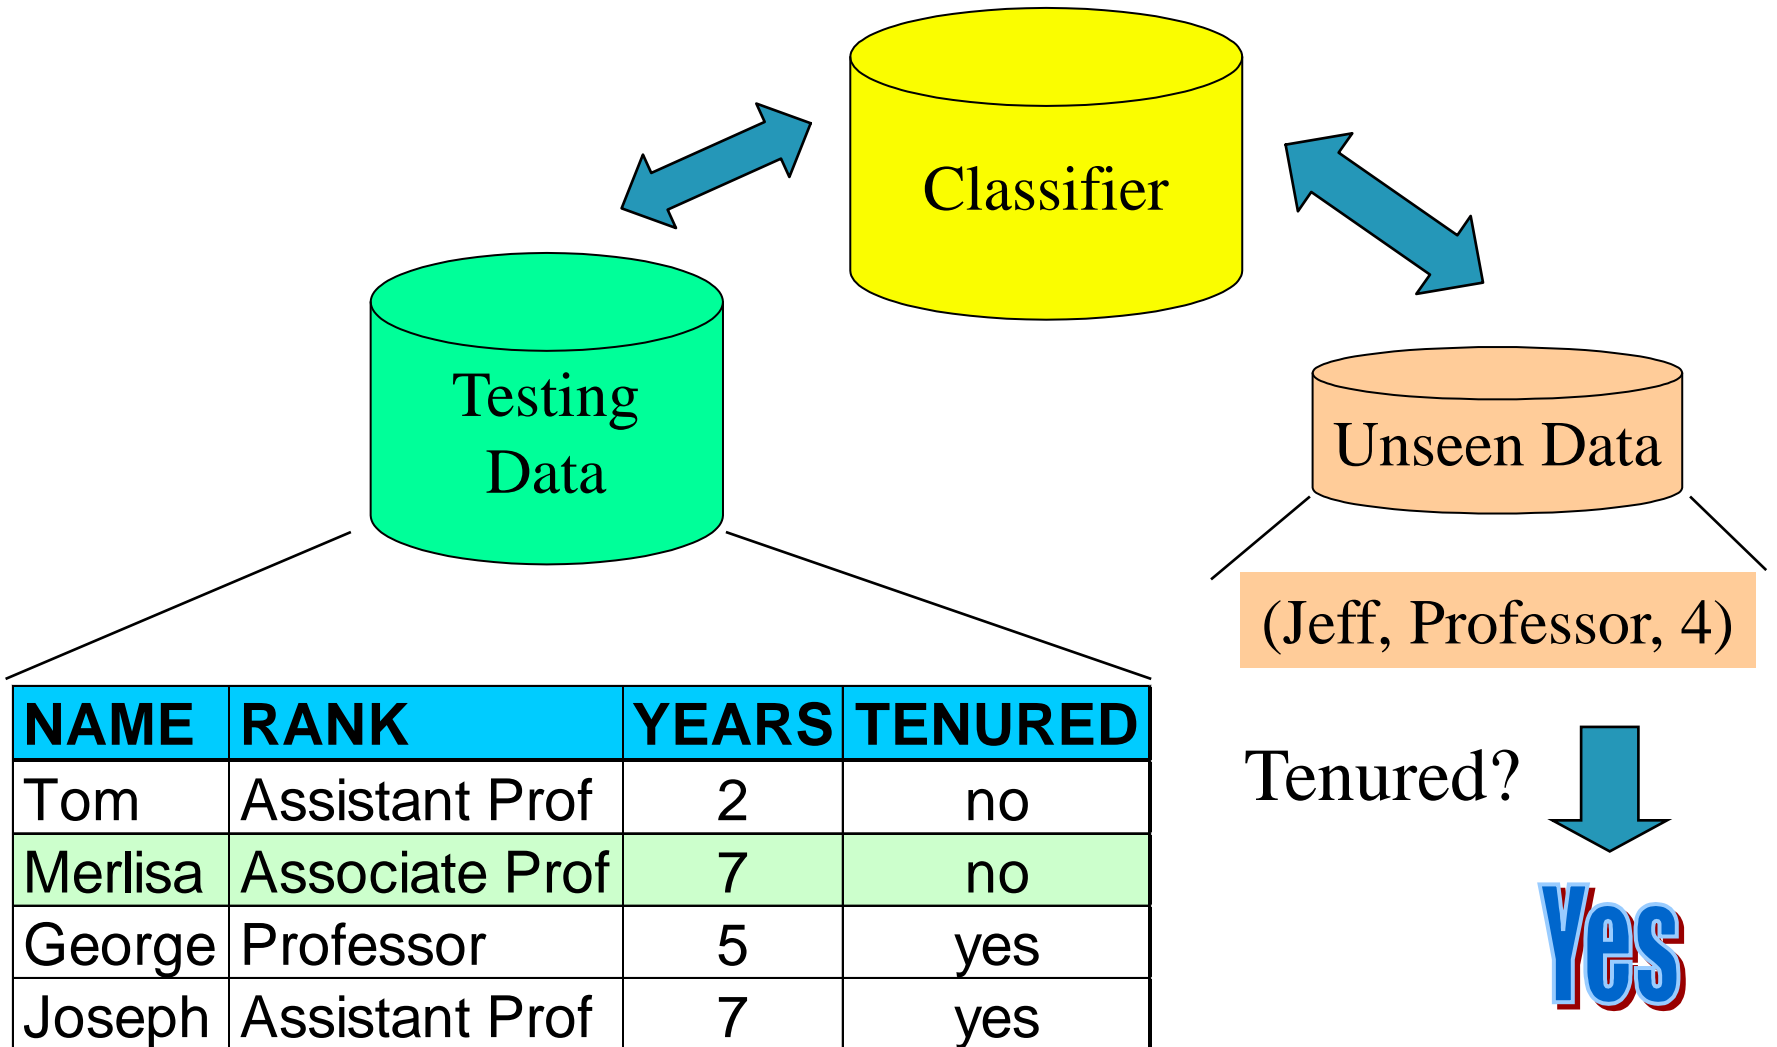 Classifier
Testing
Data
Unseen Data
(Jeff, Professor, 4)
NAME RANK YEARS TENURED
Tom Assistant Prof 2 no
Merlisa Associate Prof 7 no
George Professor 5 yes
Joseph Assistant Prof 7 yes
Tenured?
Yes